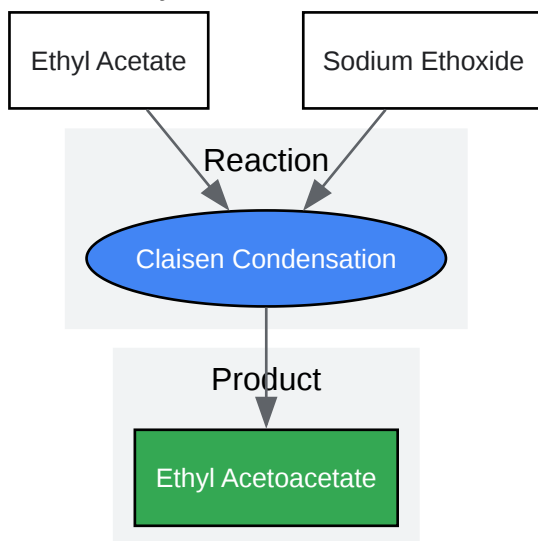 Ethyl Acetate
Sodium Ethoxide
Reaction
Claisen Condensation
Product
Ethyl Acetoacetate